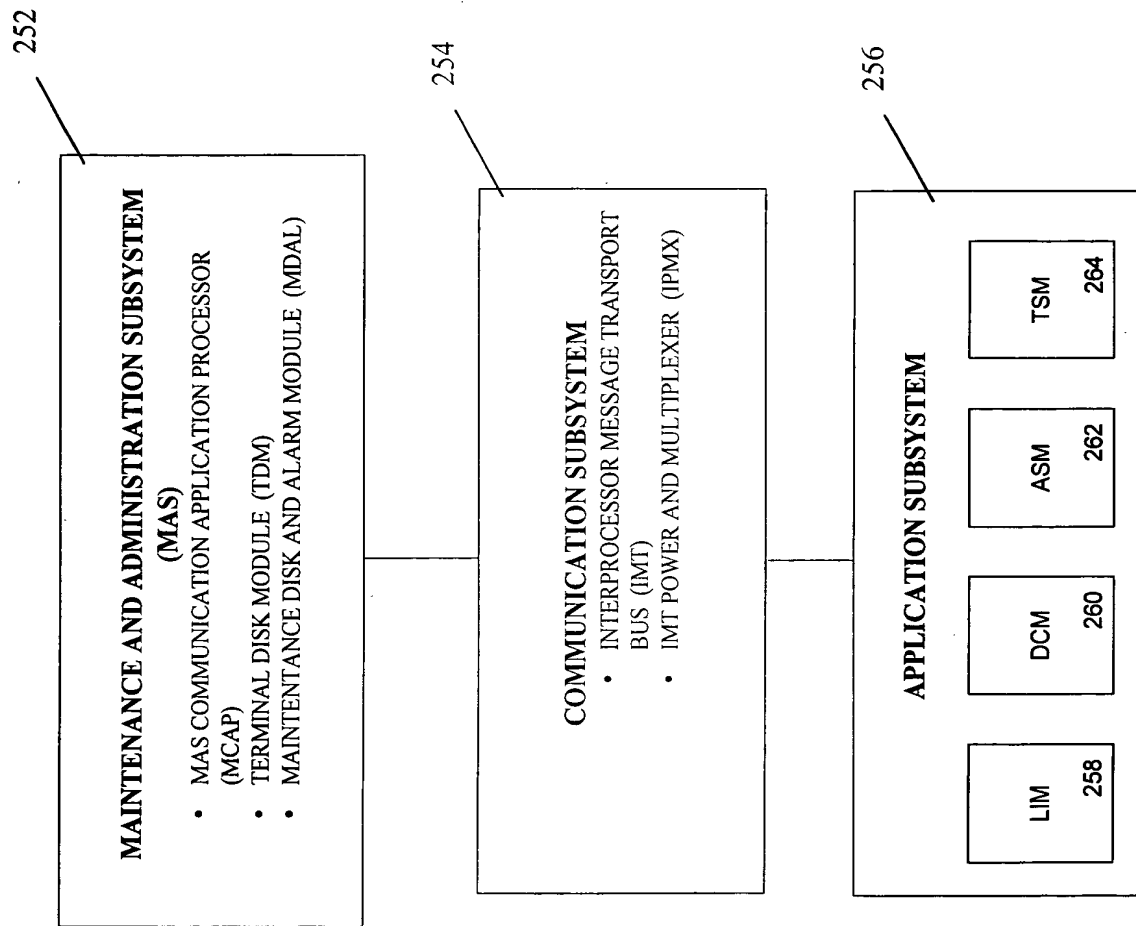 252
MAINTENANCE AND ADMINISTRATION SUBSYSTEM
(MAS)
• MAS COMMUNICATION APPLICATION PROCESSOR
(MCAP)
• TERMINAL DISK MODULE (TDM)
• MAINTENTANCE DISK AND ALARM MODULE (MDAL)
254
COMMUNICATION SUBSYSTEM
• INTERPROCESSOR MESSAGE TRANSPORT
BUS (IMT)
• IMT POWER AND MULTIPLEXER (IPMX)
256
APPLICATION SUBSYSTEM
LIM
258
DCM
260
ASM
262
TSM
264